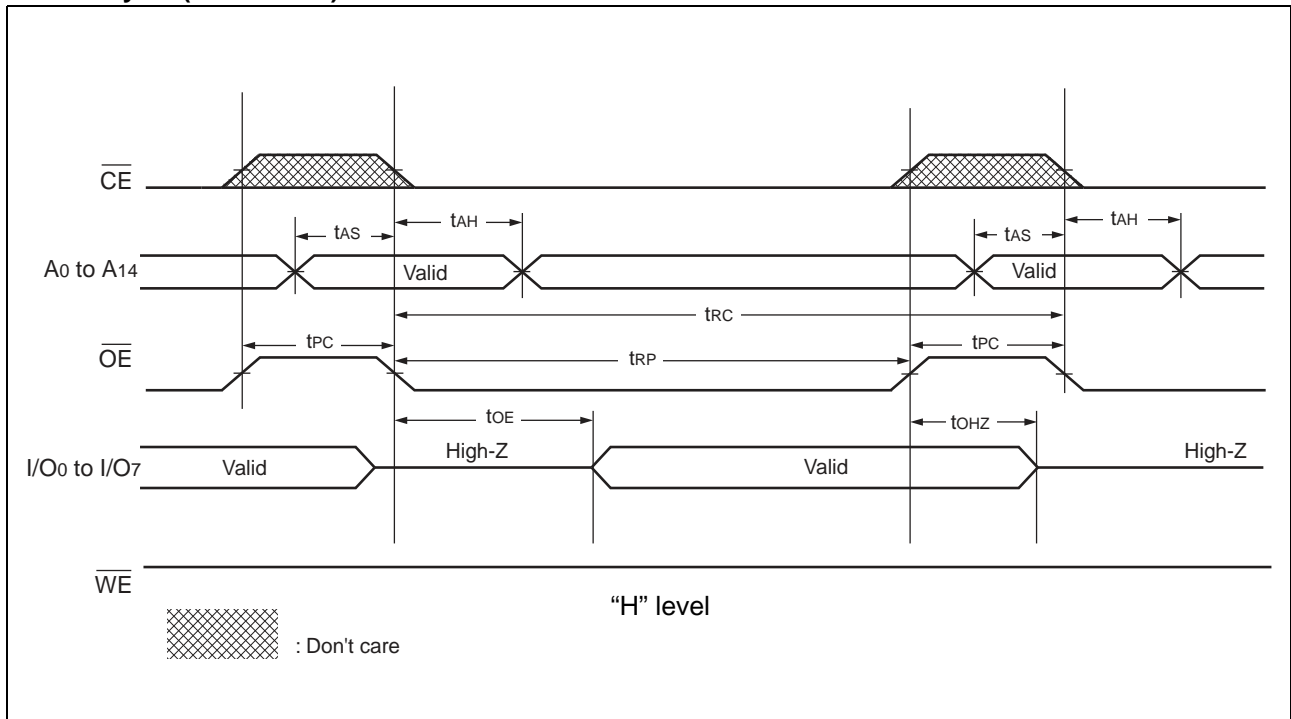 CE
tAS
tAH
tAS
tAH
A0 to A14
Valid
Valid
tRC
tPC
tRP
tPC
OE
tOE
tOHZ
I/O0 to I/O7
Valid
High-Z
Valid
High-Z
WE
“H” level
: Don't care